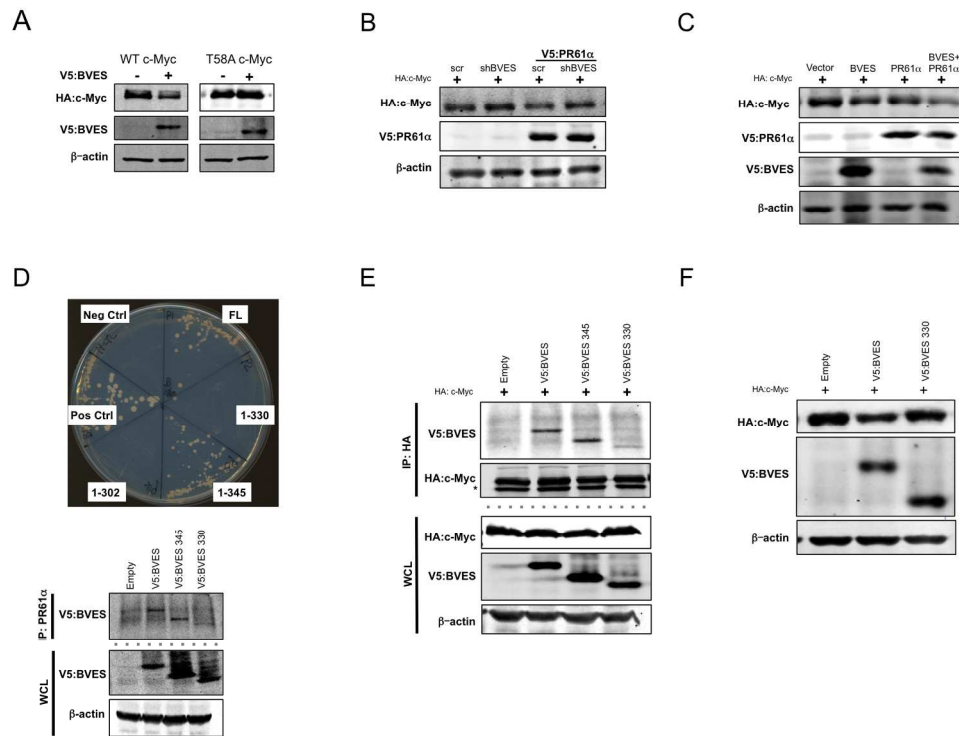 A
WT c-Myc T58A c-Myc
V5:BVES - + - +
HA:c-Myc
V5:BVES
β-actin
B
V5:PR61α
scr shBVES scr shBVES
HA:c-Myc + + + +
HA:c-Myc
V5:PR61α
β-actin
C
BVES+
Vector BVES PR61α PR61α
HA: c-Myc + + + +
HA:c-Myc
V5:PR61α
V5:BVES
β-actin
D
Neg Ctrl FL
Pos Ctrl 1-330
1-302 1-345
Empty V5:BVES V5:BVES 345 V5:BVES 330
IP: PR61α
V5:BVES
WCL
V5:BVES
β-actin
E
Empty V5:BVES V5:BVES 345 V5:BVES 330
HA: c-Myc + + + +
IP: HA
V5:BVES
HA:c-Myc *
WCL
HA:c-Myc
V5:BVES
β-actin
F
Empty V5:BVES V5:BVES 330
HA:c-Myc + + +
HA:c-Myc
V5:BVES
β-actin